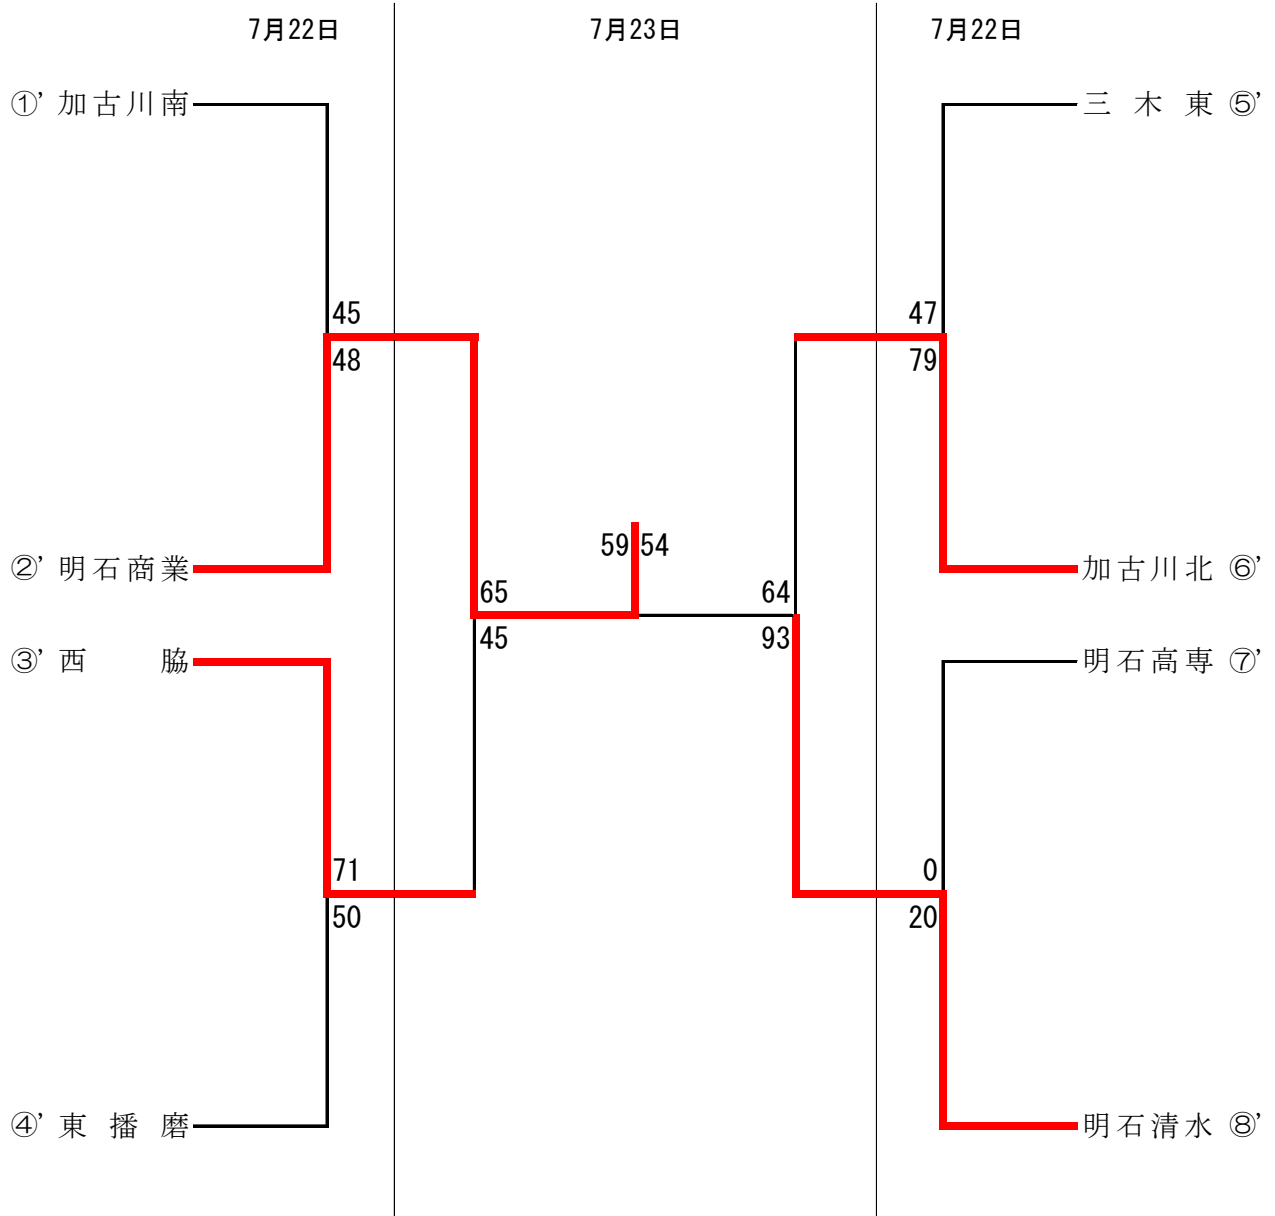 7月22日 7月23日 7月22日
①’ 加古川南 三木東 ⑤’
45 47
48 79
59 54
②’ 明石商業 加古川北 ⑥’
65 64
45 93
③’ 西脇 明石高専 ⑦’
71 0
50 20
④’ 東播磨 明石清水 ⑧’